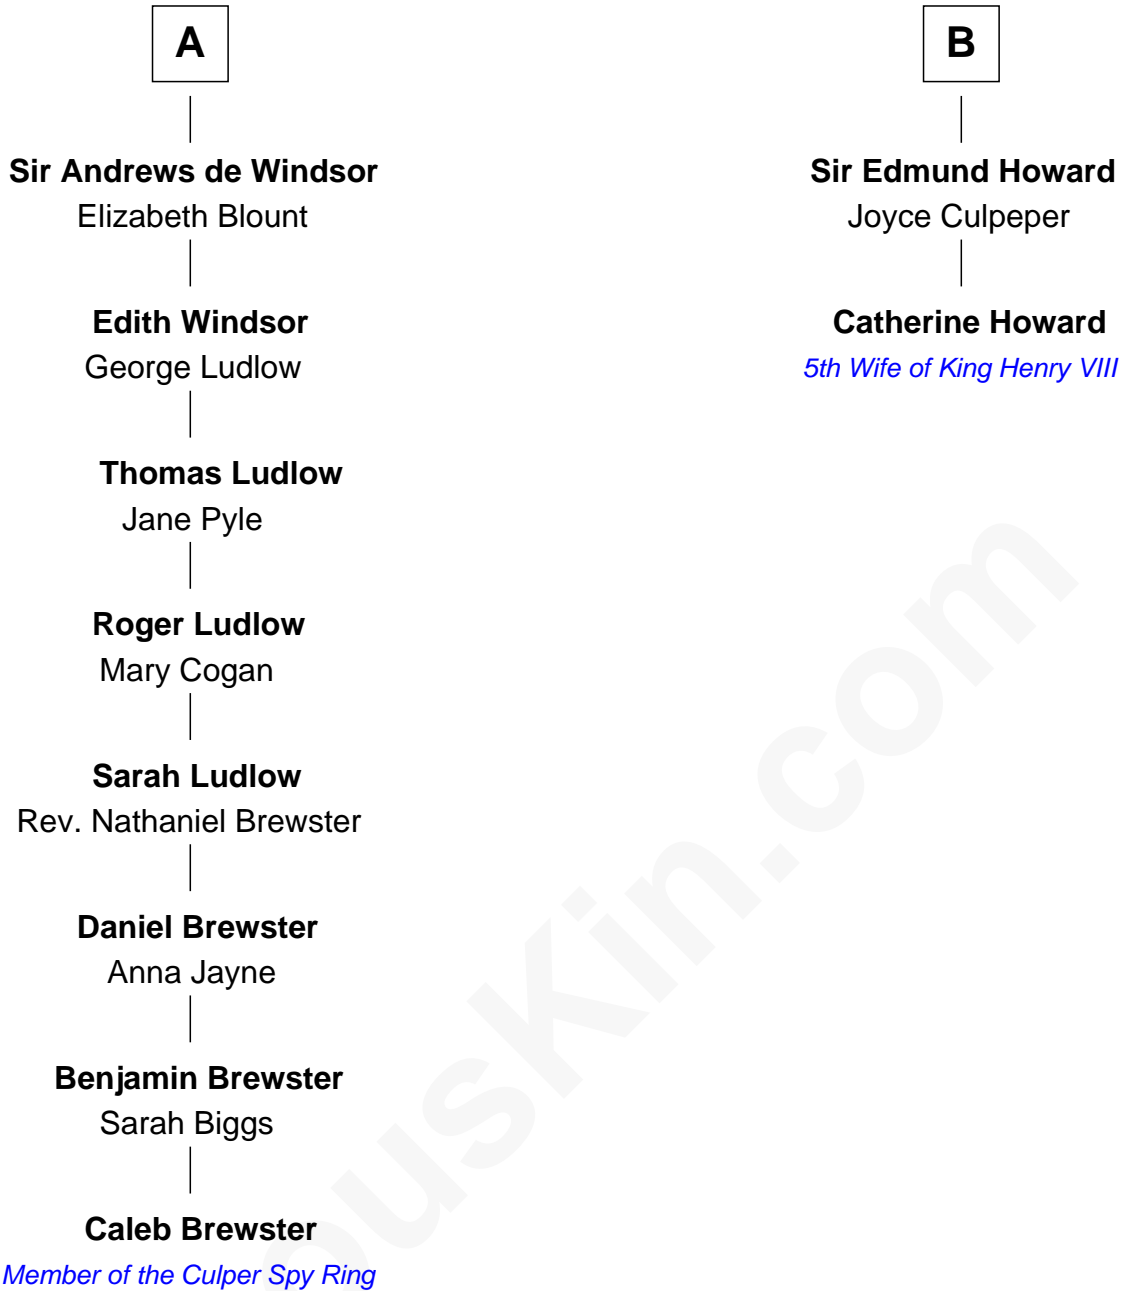 A
Sir Andrews de Windsor
Elizabeth Blount
Edith Windsor
George Ludlow
Thomas Ludlow
Jane Pyle
Roger Ludlow
Mary Cogan
Sarah Ludlow
Rev. Nathaniel Brewster
Daniel Brewster
Anna Jayne
Benjamin Brewster
Sarah Biggs
Caleb Brewster
Member of the Culper Spy Ring
B
Sir Edmund Howard
Joyce Culpeper
Catherine Howard
5th Wife of King Henry VIII
ousKin.com